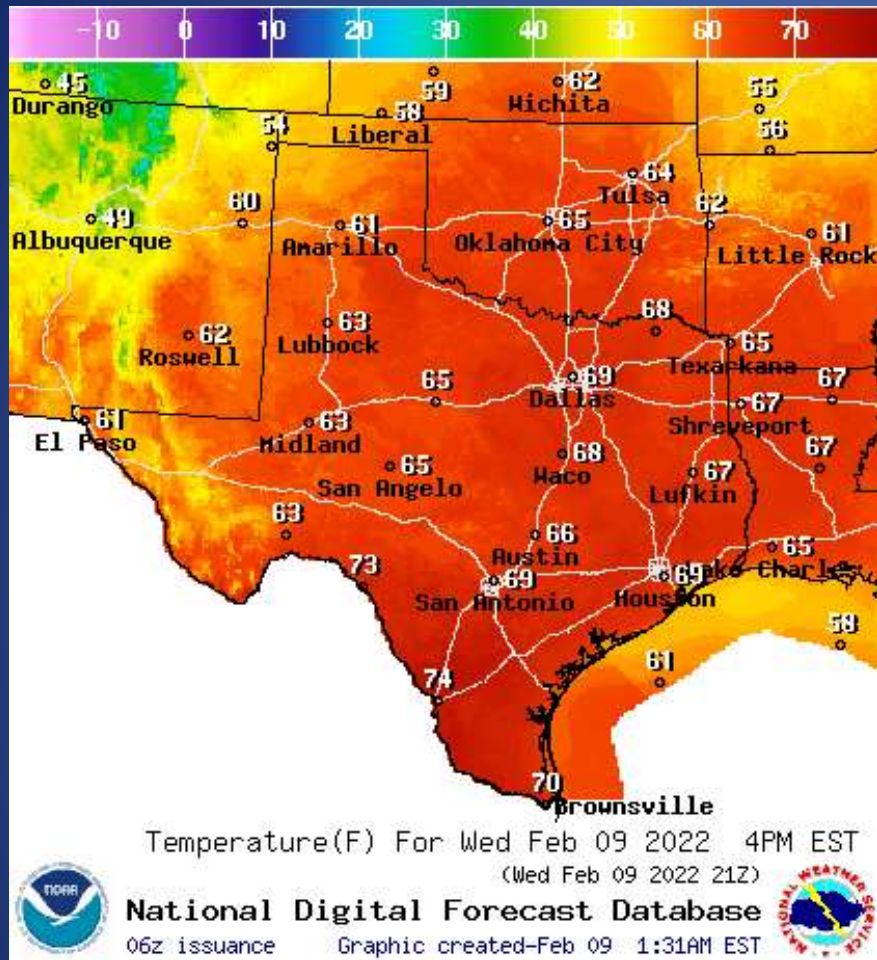 -10 0 10 20 30 40 50 60 70
45 59 62 55
Durango 58 Wichita
Liberal
54 56
64
Tulsa
49 60 61 65 62 61
Albuquerque Amarillo Oklahoma City Little Rock
62 63 68 65
Roswell Lubbock Texarkana
69
65 Dallas 67
61 63 67
El Paso Midland Shreveport
65 68 67 67
San Angelo Waco Lufkin
63 66 65
Austin
73 69 69 Lake Charles
San Antonio Houston
58
74 61
70
Brownsville
Temperature(F) For Wed Feb 09 2022 4PM EST
(Wed Feb 09 2022 21Z)
NOAA
National Digital Forecast Database
NATIONAL WEATHER SERVICE
06z issuance Graphic created-Feb 09 1:31AM EST